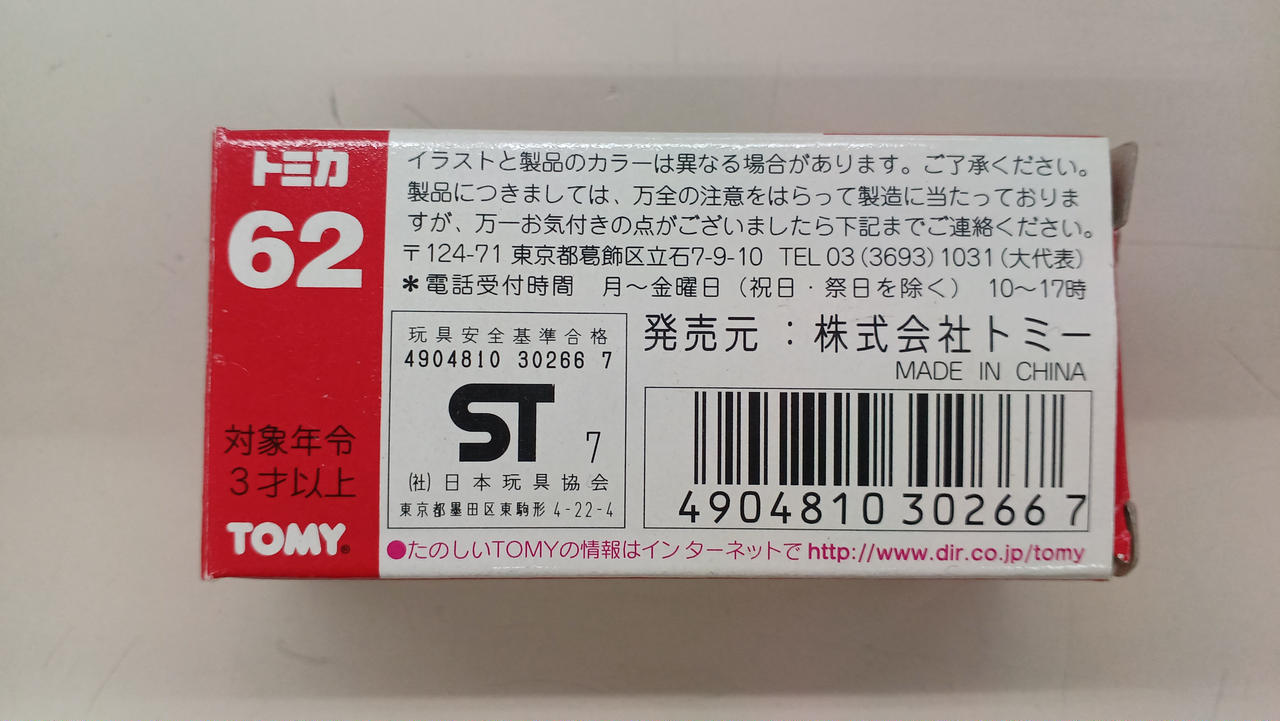 トミカ
62
対象年令
3才以上
TOMY
イラストと製品のカラーは異なる場合があります。ご了承ください。
製品につきましては、万全の注意をはらって製造に当たっておりま
すが、万一お気付きの点がございましたら下記までご連絡ください。
〒124-71 東京都葛飾区立石7-9-10 TEL 03(3693)1031(大代表)
＊電話受付時間 月〜金曜日(祝日・祭日を除く) 10〜17時
玩具安全基準合格
4904810 30266 7
ST 7
(社)日本玩具協会
東京都墨田区東駒形 4-22-4
発売元：株式会社トミー
MADE IN CHINA
4904810 30266 7
●たのしいTOMYの情報はインターネットで http://www.dir.co.jp/tomy